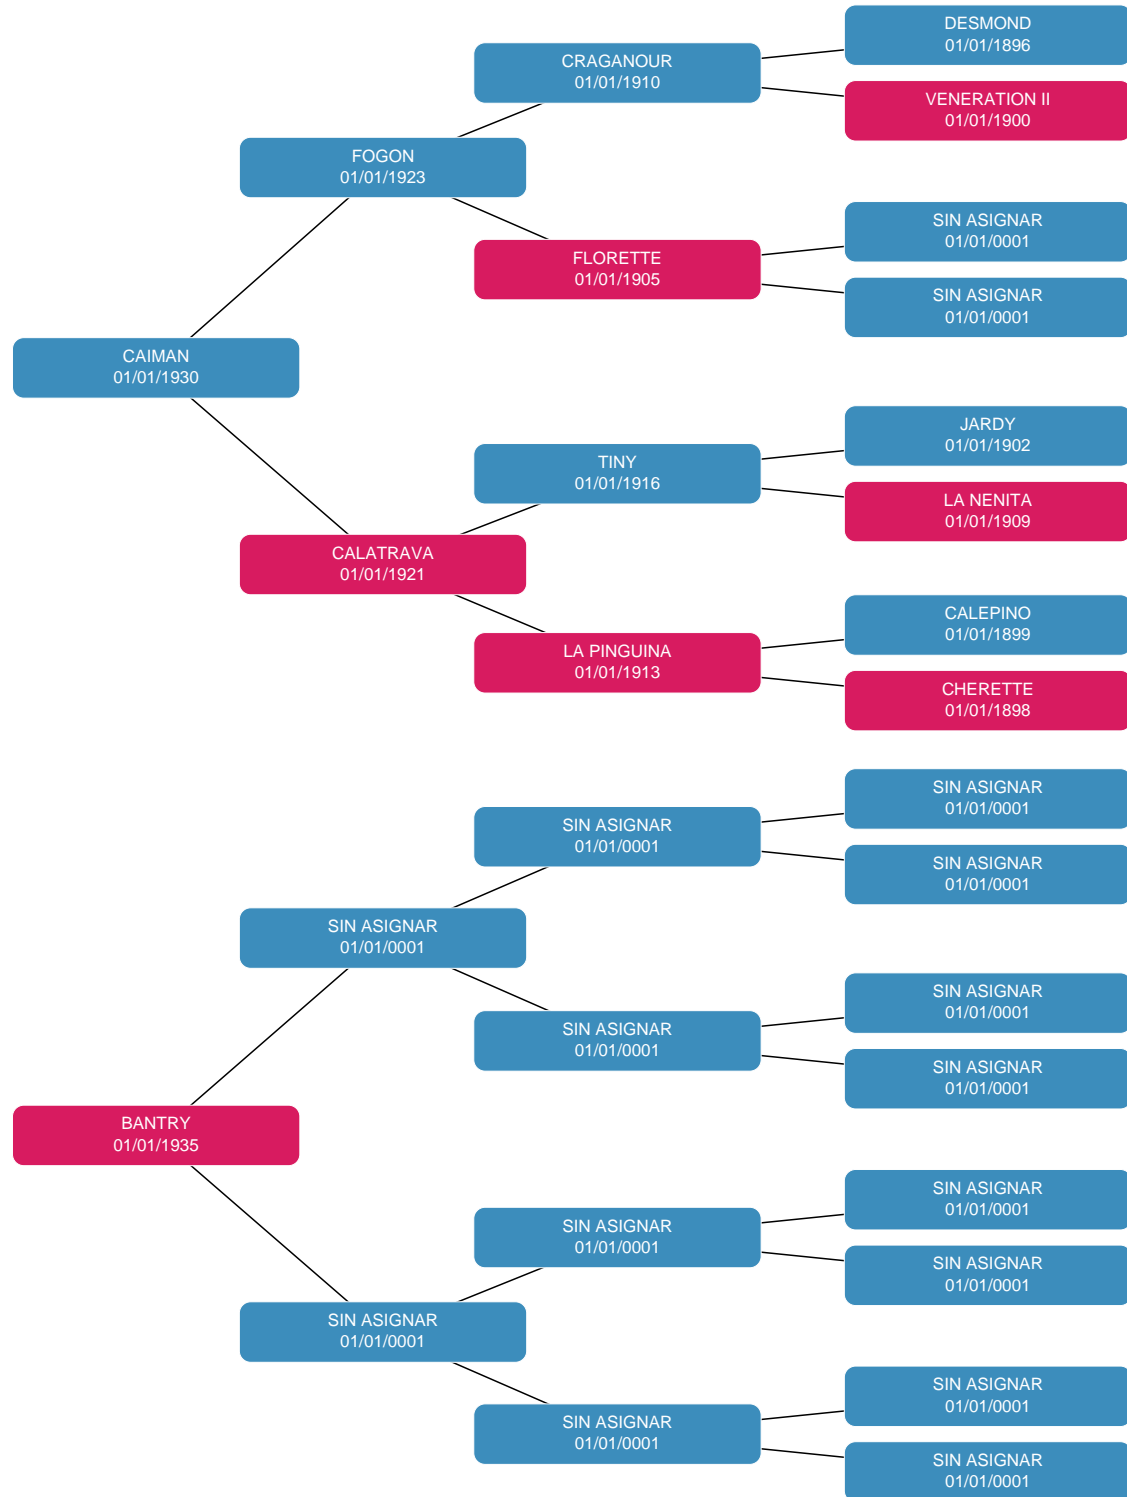 DESMOND
01/01/1896
CRAGANOUR
01/01/1910
VENERATION II
01/01/1900
FOGON
01/01/1923
SIN ASIGNAR
01/01/0001
FLORETTE
01/01/1905
SIN ASIGNAR
01/01/0001
CAIMAN
01/01/1930
JARDY
01/01/1902
TINY
01/01/1916
LA NENITA
01/01/1909
CALATRAVA
01/01/1921
CALEPINO
01/01/1899
LA PINGUINA
01/01/1913
CHERETTE
01/01/1898
SIN ASIGNAR
01/01/0001
SIN ASIGNAR
01/01/0001
SIN ASIGNAR
01/01/0001
SIN ASIGNAR
01/01/0001
SIN ASIGNAR
01/01/0001
SIN ASIGNAR
01/01/0001
SIN ASIGNAR
01/01/0001
BANTRY
01/01/1935
SIN ASIGNAR
01/01/0001
SIN ASIGNAR
01/01/0001
SIN ASIGNAR
01/01/0001
SIN ASIGNAR
01/01/0001
SIN ASIGNAR
01/01/0001
SIN ASIGNAR
01/01/0001
SIN ASIGNAR
01/01/0001